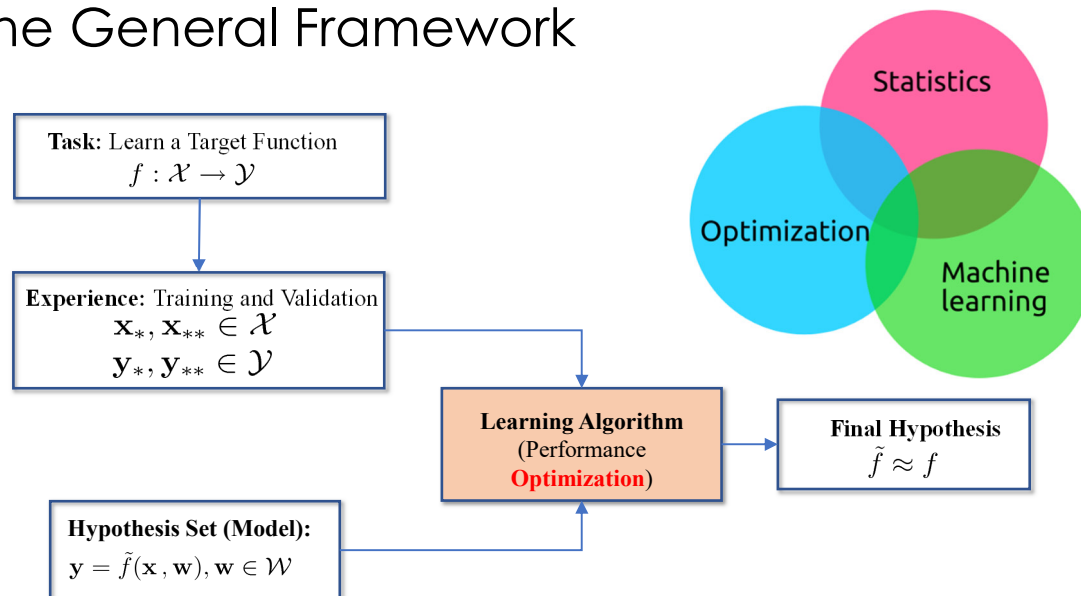 he General Framework
Task: Learn a Target Function
f : 𝒳 → 𝒴
Experience: Training and Validation
x∗, x∗∗ ∈ 𝒳
y∗, y∗∗ ∈ 𝒴
Learning Algorithm
(Performance
Optimization)
Final Hypothesis
f̃ ≈ f
Hypothesis Set (Model):
y = f̃(x , w), w ∈ 𝒲
Statistics
Optimization
Machine
learning